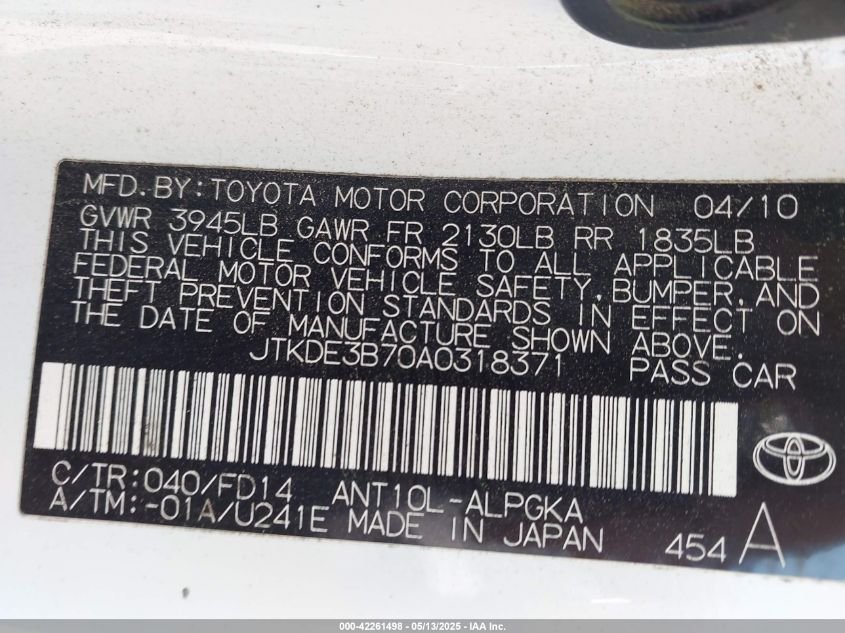 MFD.BY:TOYOTA MOTOR CORPORATION 04/10
GVWR 3945LB GAWR FR 2130LB RR 1835LB
THIS VEHICLE CONFORMS TO ALL APPLICABLE
FEDERAL MOTOR VEHICLE SAFETY,BUMPER,AND
THEFT PREVENTION STANDARDS IN EFFECT ON
THE DATE OF MANUFACTURE SHOWN ABOVE.
JTKDE3B70A0318371 PASS CAR
C/TR:040/FD14 ANT10L-ALPGKA
A/TM:-01A/U241E MADE IN JAPAN 454 A
000-42261498 - 05/13/2025 - IAA Inc.